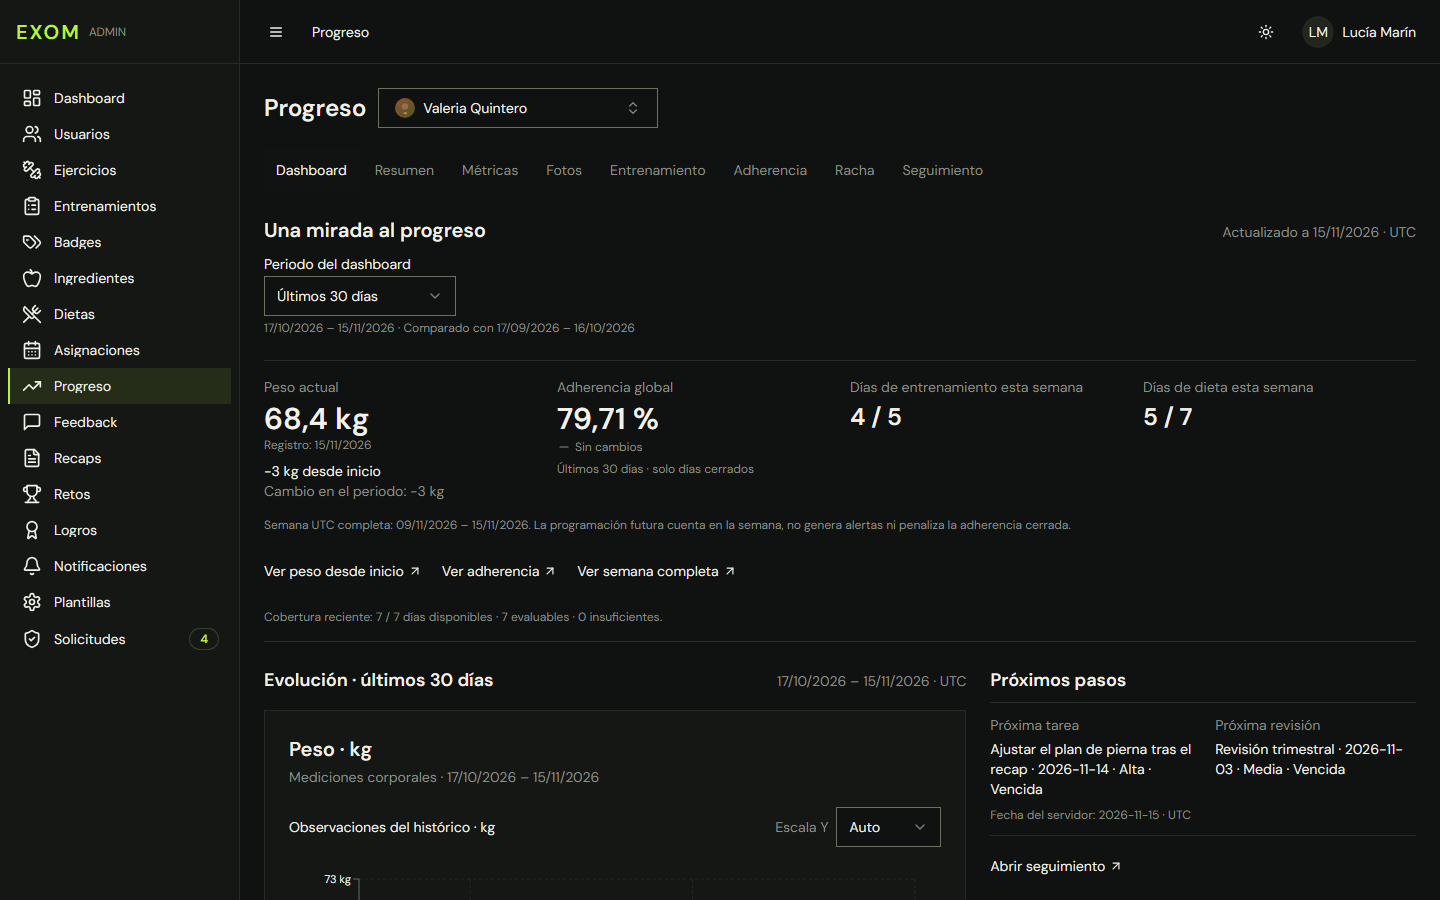 EXOM ADMIN
Progreso
LM Lucía Marín
Dashboard
Usuarios
Ejercicios
Entrenamientos
Badges
Ingredientes
Dietas
Asignaciones
Progreso
Feedback
Recaps
Retos
Logros
Notificaciones
Plantillas
Solicitudes 4
Progreso
Valeria Quintero
Dashboard Resumen Métricas Fotos Entrenamiento Adherencia Racha Seguimiento
Una mirada al progreso
Actualizado a 15/11/2026 · UTC
Periodo del dashboard
Últimos 30 días
17/10/2026 – 15/11/2026 · Comparado con 17/09/2026 – 16/10/2026
Peso actual
68,4 kg
Registro: 15/11/2026
-3 kg desde inicio
Cambio en el periodo: -3 kg
Adherencia global
79,71 %
— Sin cambios
Últimos 30 días · solo días cerrados
Días de entrenamiento esta semana
4 / 5
Días de dieta esta semana
5 / 7
Semana UTC completa: 09/11/2026 – 15/11/2026. La programación futura cuenta en la semana, no genera alertas ni penaliza la adherencia cerrada.
Ver peso desde inicio Ver adherencia Ver semana completa
Cobertura reciente: 7 / 7 días disponibles · 7 evaluables · 0 insuficientes.
Evolución · últimos 30 días
17/10/2026 – 15/11/2026 · UTC
Peso · kg
Mediciones corporales · 17/10/2026 – 15/11/2026
Observaciones del histórico · kg
Escala Y Auto
73 kg
Próximos pasos
Próxima tarea
Ajustar el plan de pierna tras el
recap · 2026-11-14 · Alta ·
Vencida
Fecha del servidor: 2026-11-15 · UTC
Próxima revisión
Revisión trimestral · 2026-11-
03 · Media · Vencida
Abrir seguimiento